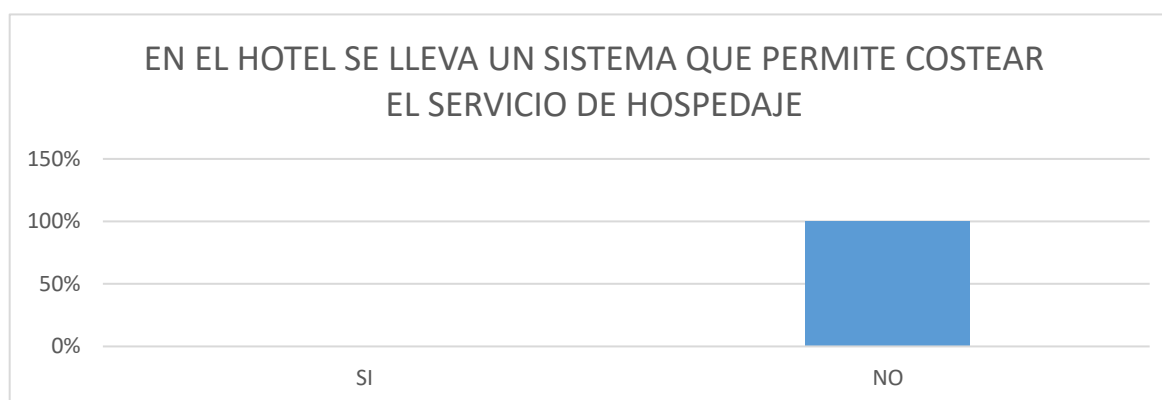 EN EL HOTEL SE LLEVA UN SISTEMA QUE PERMITE COSTEAR
EL SERVICIO DE HOSPEDAJE
150%
100%
50%
0%
SI NO